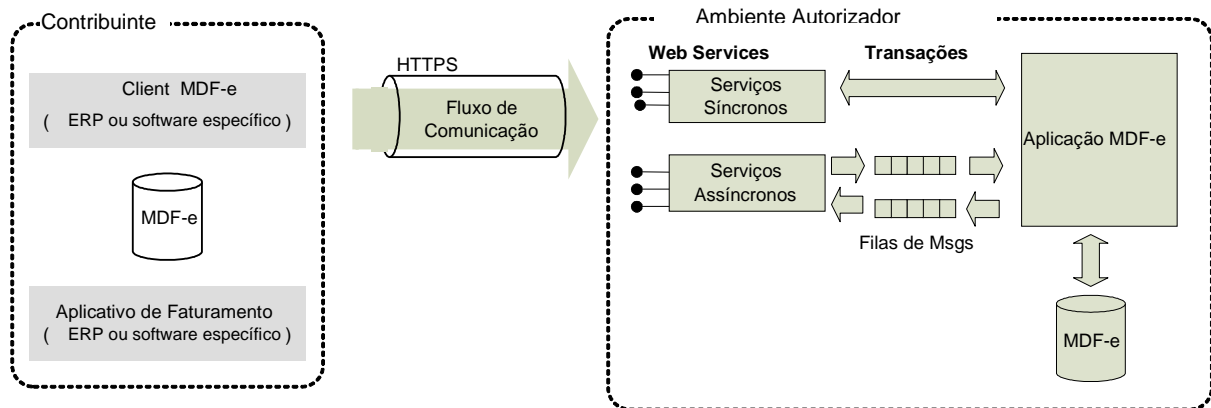 Contribuinte
Client MDF-e
( ERP ou software específico )
MDF-e
Aplicativo de Faturamento
( ERP ou software específico )
HTTPS
Fluxo de
Comunicação
Ambiente Autorizador
Web Services
Transações
Serviços
Síncronos
Serviços
Assíncronos
Filas de Msgs
Aplicação MDF-e
MDF-e